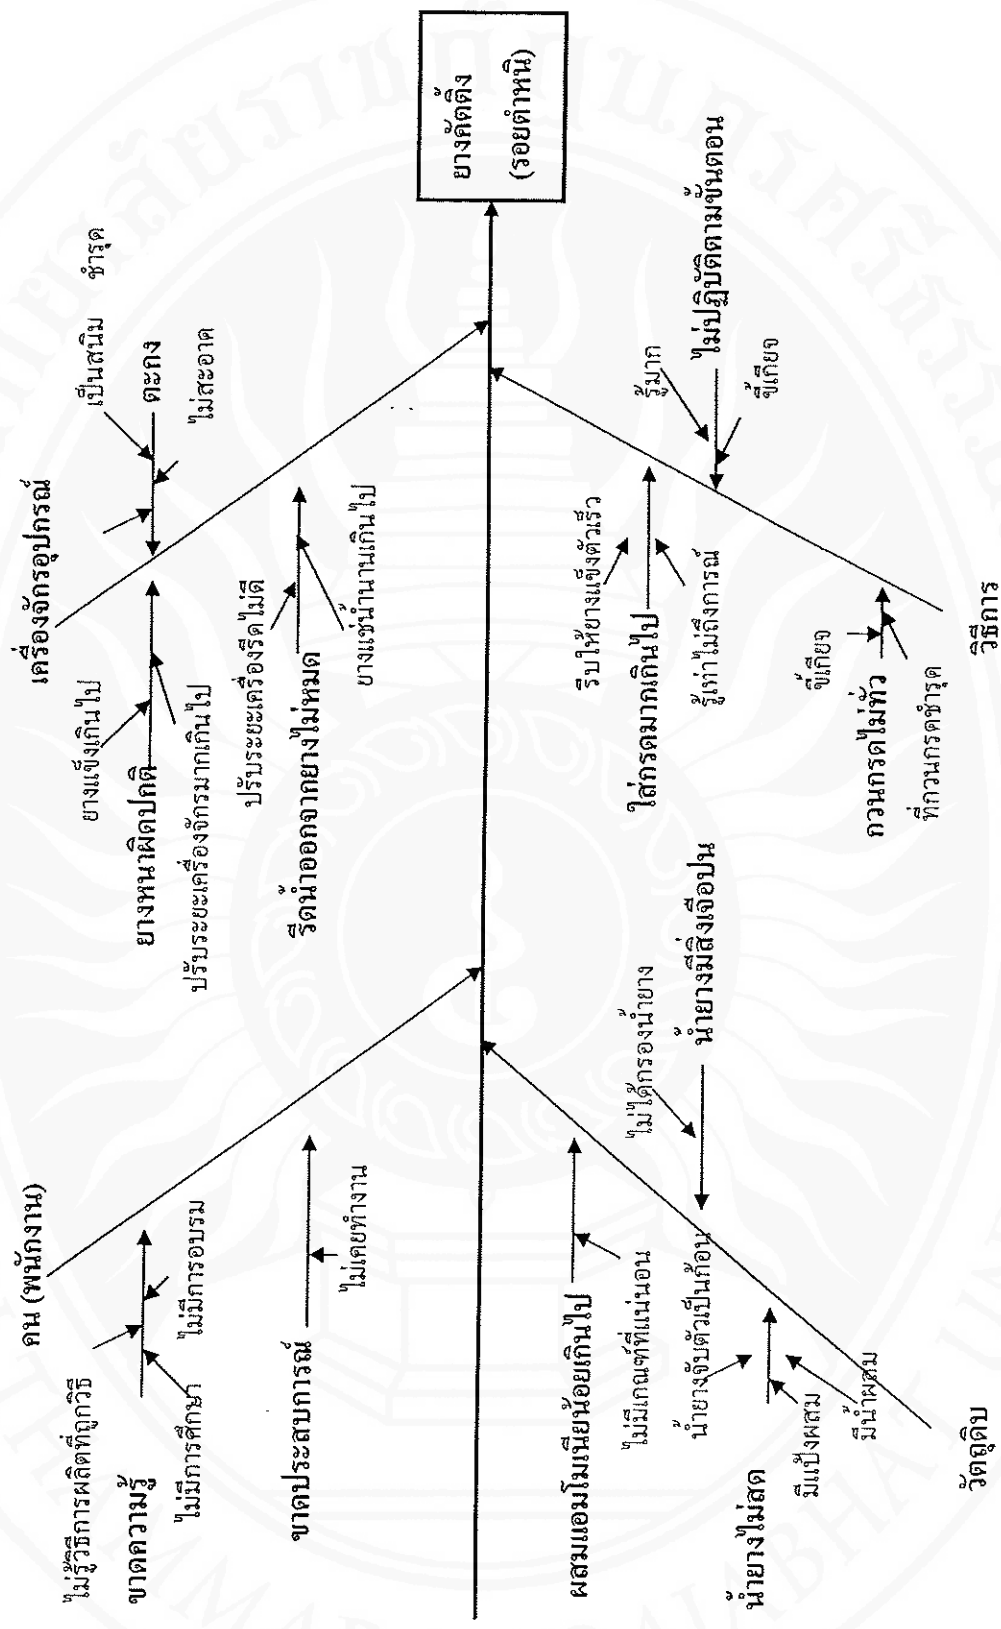 คน (พนักงาน)
ไม่รู้วิธีการผลิตที่ถูกวิธี
ขาดความรู้
ไม่มีการศึกษา
ไม่มีการอบรม
ขาดประสบการณ์
ไม่เคยทำงาน
เครื่องจักรอุปกรณ์
ยางแข็งเกินไป
ยางหนาผิดปกติ
ปรับระยะเครื่องจักรมากเกินไป
เป็นสนิม
ชำรุด
ตะกง
ไม่สะอาด
ปรับระยะเครื่องรีดไม่ดี
รีดน้ำออกจากยางไม่หมด
ยางแช่น้ำนานเกินไป
ยางคัตติ้ง
(รอยตำหนิ)
ผสมแอมโมเนียน้อยเกินไป
ไม่มีเกณฑ์ที่แน่นอน
ไม่ได้กรองน้ำยาง
น้ำยางมีสิ่งเจือปน
น้ำยางจับตัวเป็นก้อน
น้ำยางไม่สด
มีแป้งผสม
มีน้ำผสม
วัตถุดิบ
รีบให้ยางแข็งตัวเร็ว
ใส่กรดมากเกินไป
รู้เท่าไม่ถึงการณ์
รู้มาก
ไม่ปฏิบัติตามขั้นตอน
ขี้เกียจ
ขี้เกียจ
กวนกรดไม่ทั่ว
ที่กวนกรดชำรุด
วิธีการ